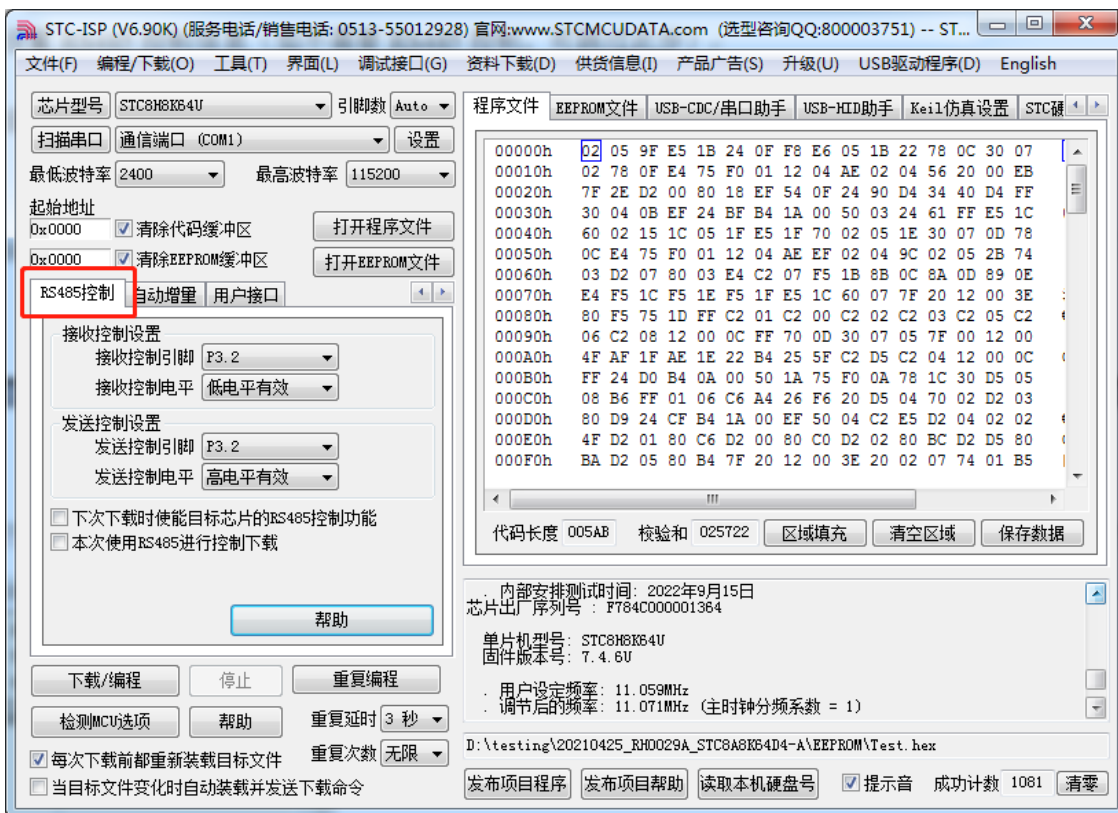 STC-ISP (V6.90K) (服务电话/销售电话: 0513-55012928) 官网:www.STCMCUDATA.com (选型咨询QQ:800003751) -- ST...
文件(F) 编程/下载(O) 工具(T) 界面(L) 调试接口(G) 资料下载(D) 供货信息(I) 产品广告(S) 升级(U) USB驱动程序(D) English
芯片型号 STC8H8K64U 引脚数 Auto
扫描串口 通信端口 (COM1) 设置
最低波特率 2400 最高波特率 115200
起始地址
0x0000 清除代码缓冲区 打开程序文件
0x0000 清除EEPROM缓冲区 打开EEPROM文件
RS485控制 自动增量 用户接口
接收控制设置
接收控制引脚 P3.2
接收控制电平 低电平有效
发送控制设置
发送控制引脚 P3.2
发送控制电平 高电平有效
下次下载时使能目标芯片的RS485控制功能
本次使用RS485进行控制下载
帮助
下载/编程 停止 重复编程
检测MCU选项 帮助 重复延时 3 秒
每次下载前都重新装载目标文件 重复次数 无限
当目标文件变化时自动装载并发送下载命令
程序文件 EEPROM文件 USB-CDC/串口助手 USB-HID助手 Keil仿真设置 STC硬
00000h 02 05 9F E5 1B 24 0F F8 E6 05 1B 22 78 0C 30 07
00010h 02 78 0F E4 75 F0 01 12 04 AE 02 04 56 20 00 EB
00020h 7F 2E D2 00 80 18 EF 54 0F 24 90 D4 34 40 D4 FF
00030h 30 04 0B EF 24 BF B4 1A 00 50 03 24 61 FF E5 1C
00040h 60 02 15 1C 05 1F E5 1F 70 02 05 1E 30 07 0D 78
00050h 0C E4 75 F0 01 12 04 AE EF 02 04 9C 02 05 2B 74
00060h 03 D2 07 80 03 E4 C2 07 F5 1B 8B 0C 8A 0D 89 0E
00070h E4 F5 1C F5 1E F5 1F E5 1C 60 07 7F 20 12 00 3E
00080h 80 F5 75 1D FF C2 01 C2 00 C2 02 C2 03 C2 05 C2
00090h 06 C2 08 12 00 0C FF 70 0D 30 07 05 7F 00 12 00
000A0h 4F AF 1F AE 1E 22 B4 25 5F C2 D5 C2 04 12 00 0C
000B0h FF 24 D0 B4 0A 00 50 1A 75 F0 0A 78 1C 30 D5 05
000C0h 08 B6 FF 01 06 C6 A4 26 F6 20 D5 04 70 02 D2 03
000D0h 80 D9 24 CF B4 1A 00 EF 50 04 C2 E5 D2 04 02 02
000E0h 4F D2 01 80 C6 D2 00 80 C0 D2 02 80 BC D2 D5 80
000F0h BA D2 05 80 B4 7F 20 12 00 3E 20 02 07 74 01 B5
代码长度 005AB 校验和 025722 区域填充 清空区域 保存数据
. 内部安排测试时间: 2022年9月15日
芯片出厂序列号 : F784C000001364
单片机型号: STC8H8K64U
固件版本号: 7.4.6U
. 用户设定频率: 11.059MHz
. 调节后的频率: 11.071MHz (主时钟分频系数 = 1)
D:\testing\20210425_RH0029A_STC8A8K64D4-A\EEPROM\Test.hex
发布项目程序 发布项目帮助 读取本机硬盘号 提示音 成功计数 1081 清零